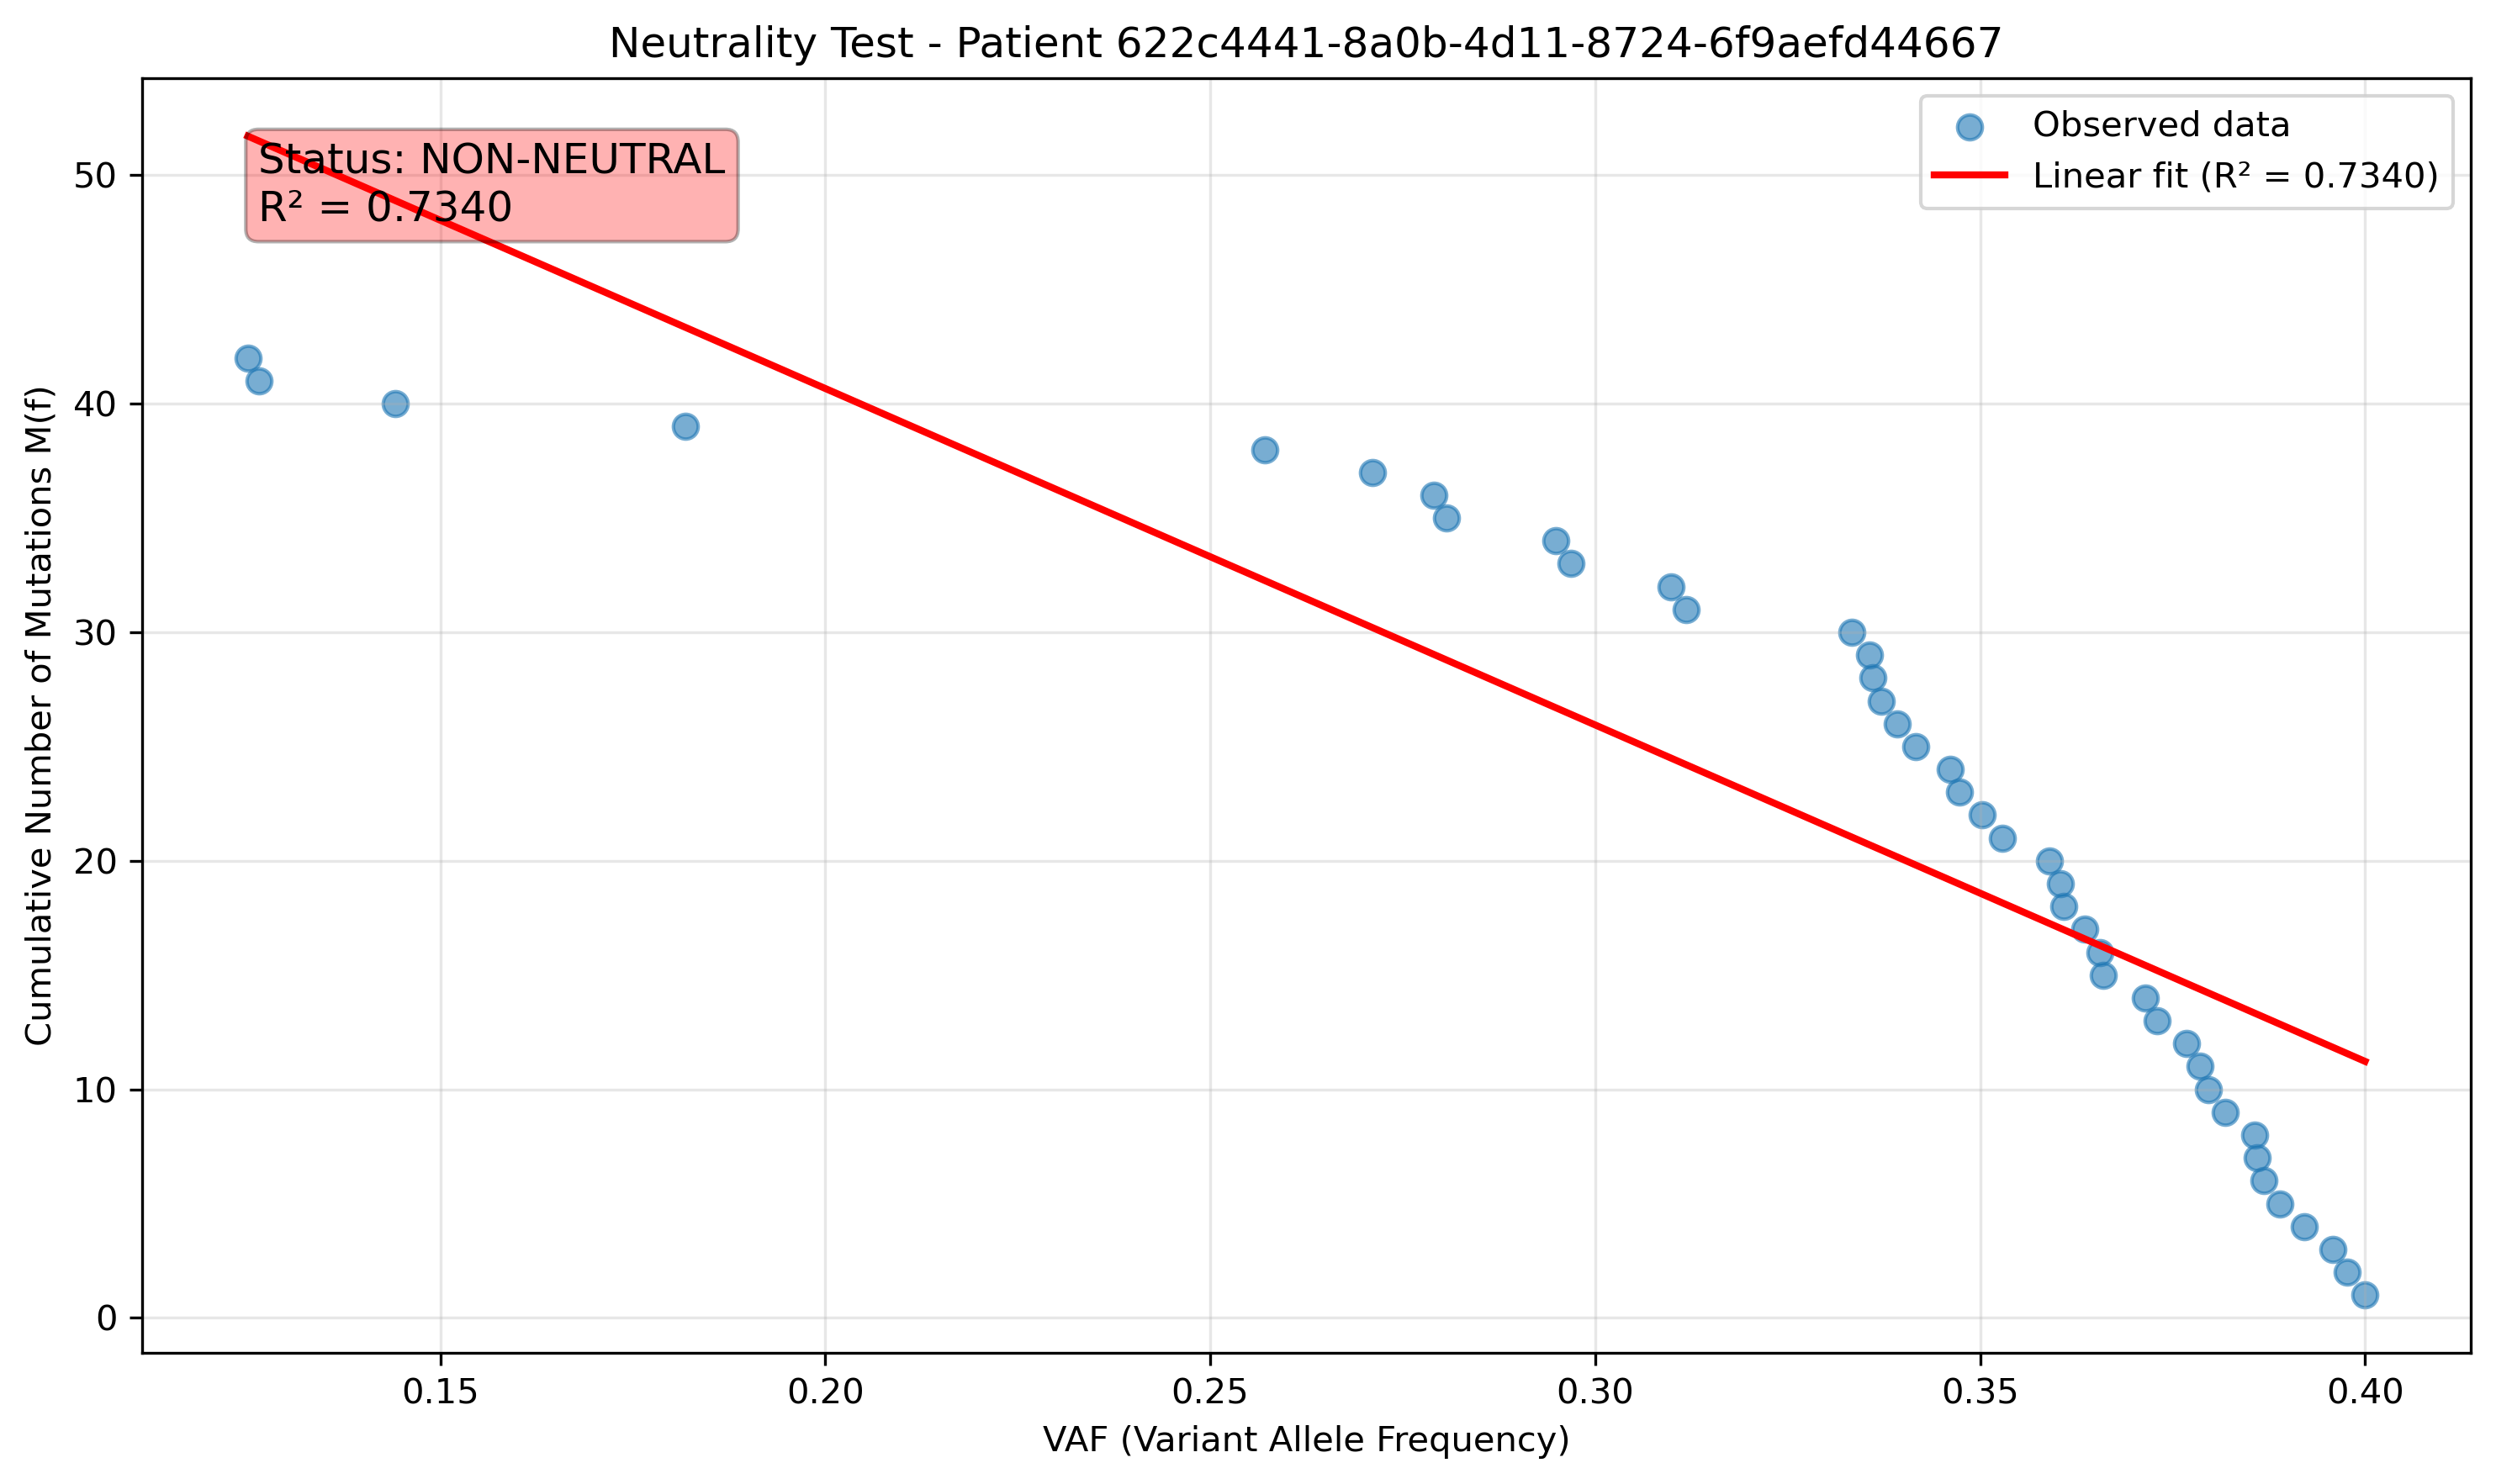 Neutrality Test - Patient 622c4441-8a0b-4d11-8724-6f9aefd44667
Observed data
Linear fit (R² = 0.7340)
Status: NON-NEUTRAL
R² = 0.7340
Cumulative Number of Mutations M(f)
50
40
30
20
10
0
0.15 0.20 0.25 0.30 0.35 0.40
VAF (Variant Allele Frequency)